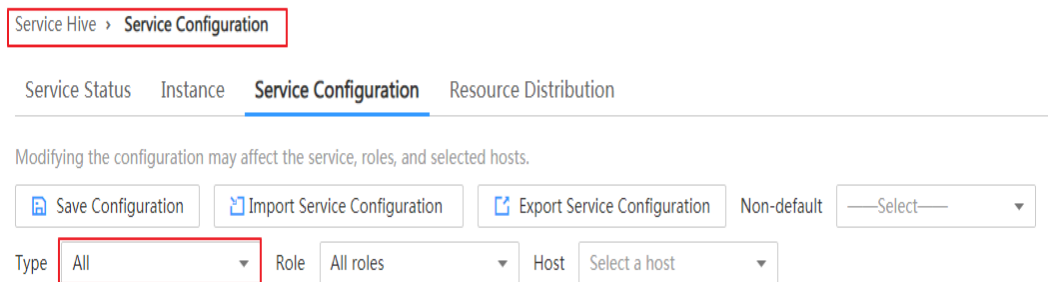 Service Hive > Service Configuration
Service Status Instance Service Configuration Resource Distribution
Modifying the configuration may affect the service, roles, and selected hosts.
Save Configuration Import Service Configuration Export Service Configuration Non-default ——Select——
Type All Role All roles Host Select a host